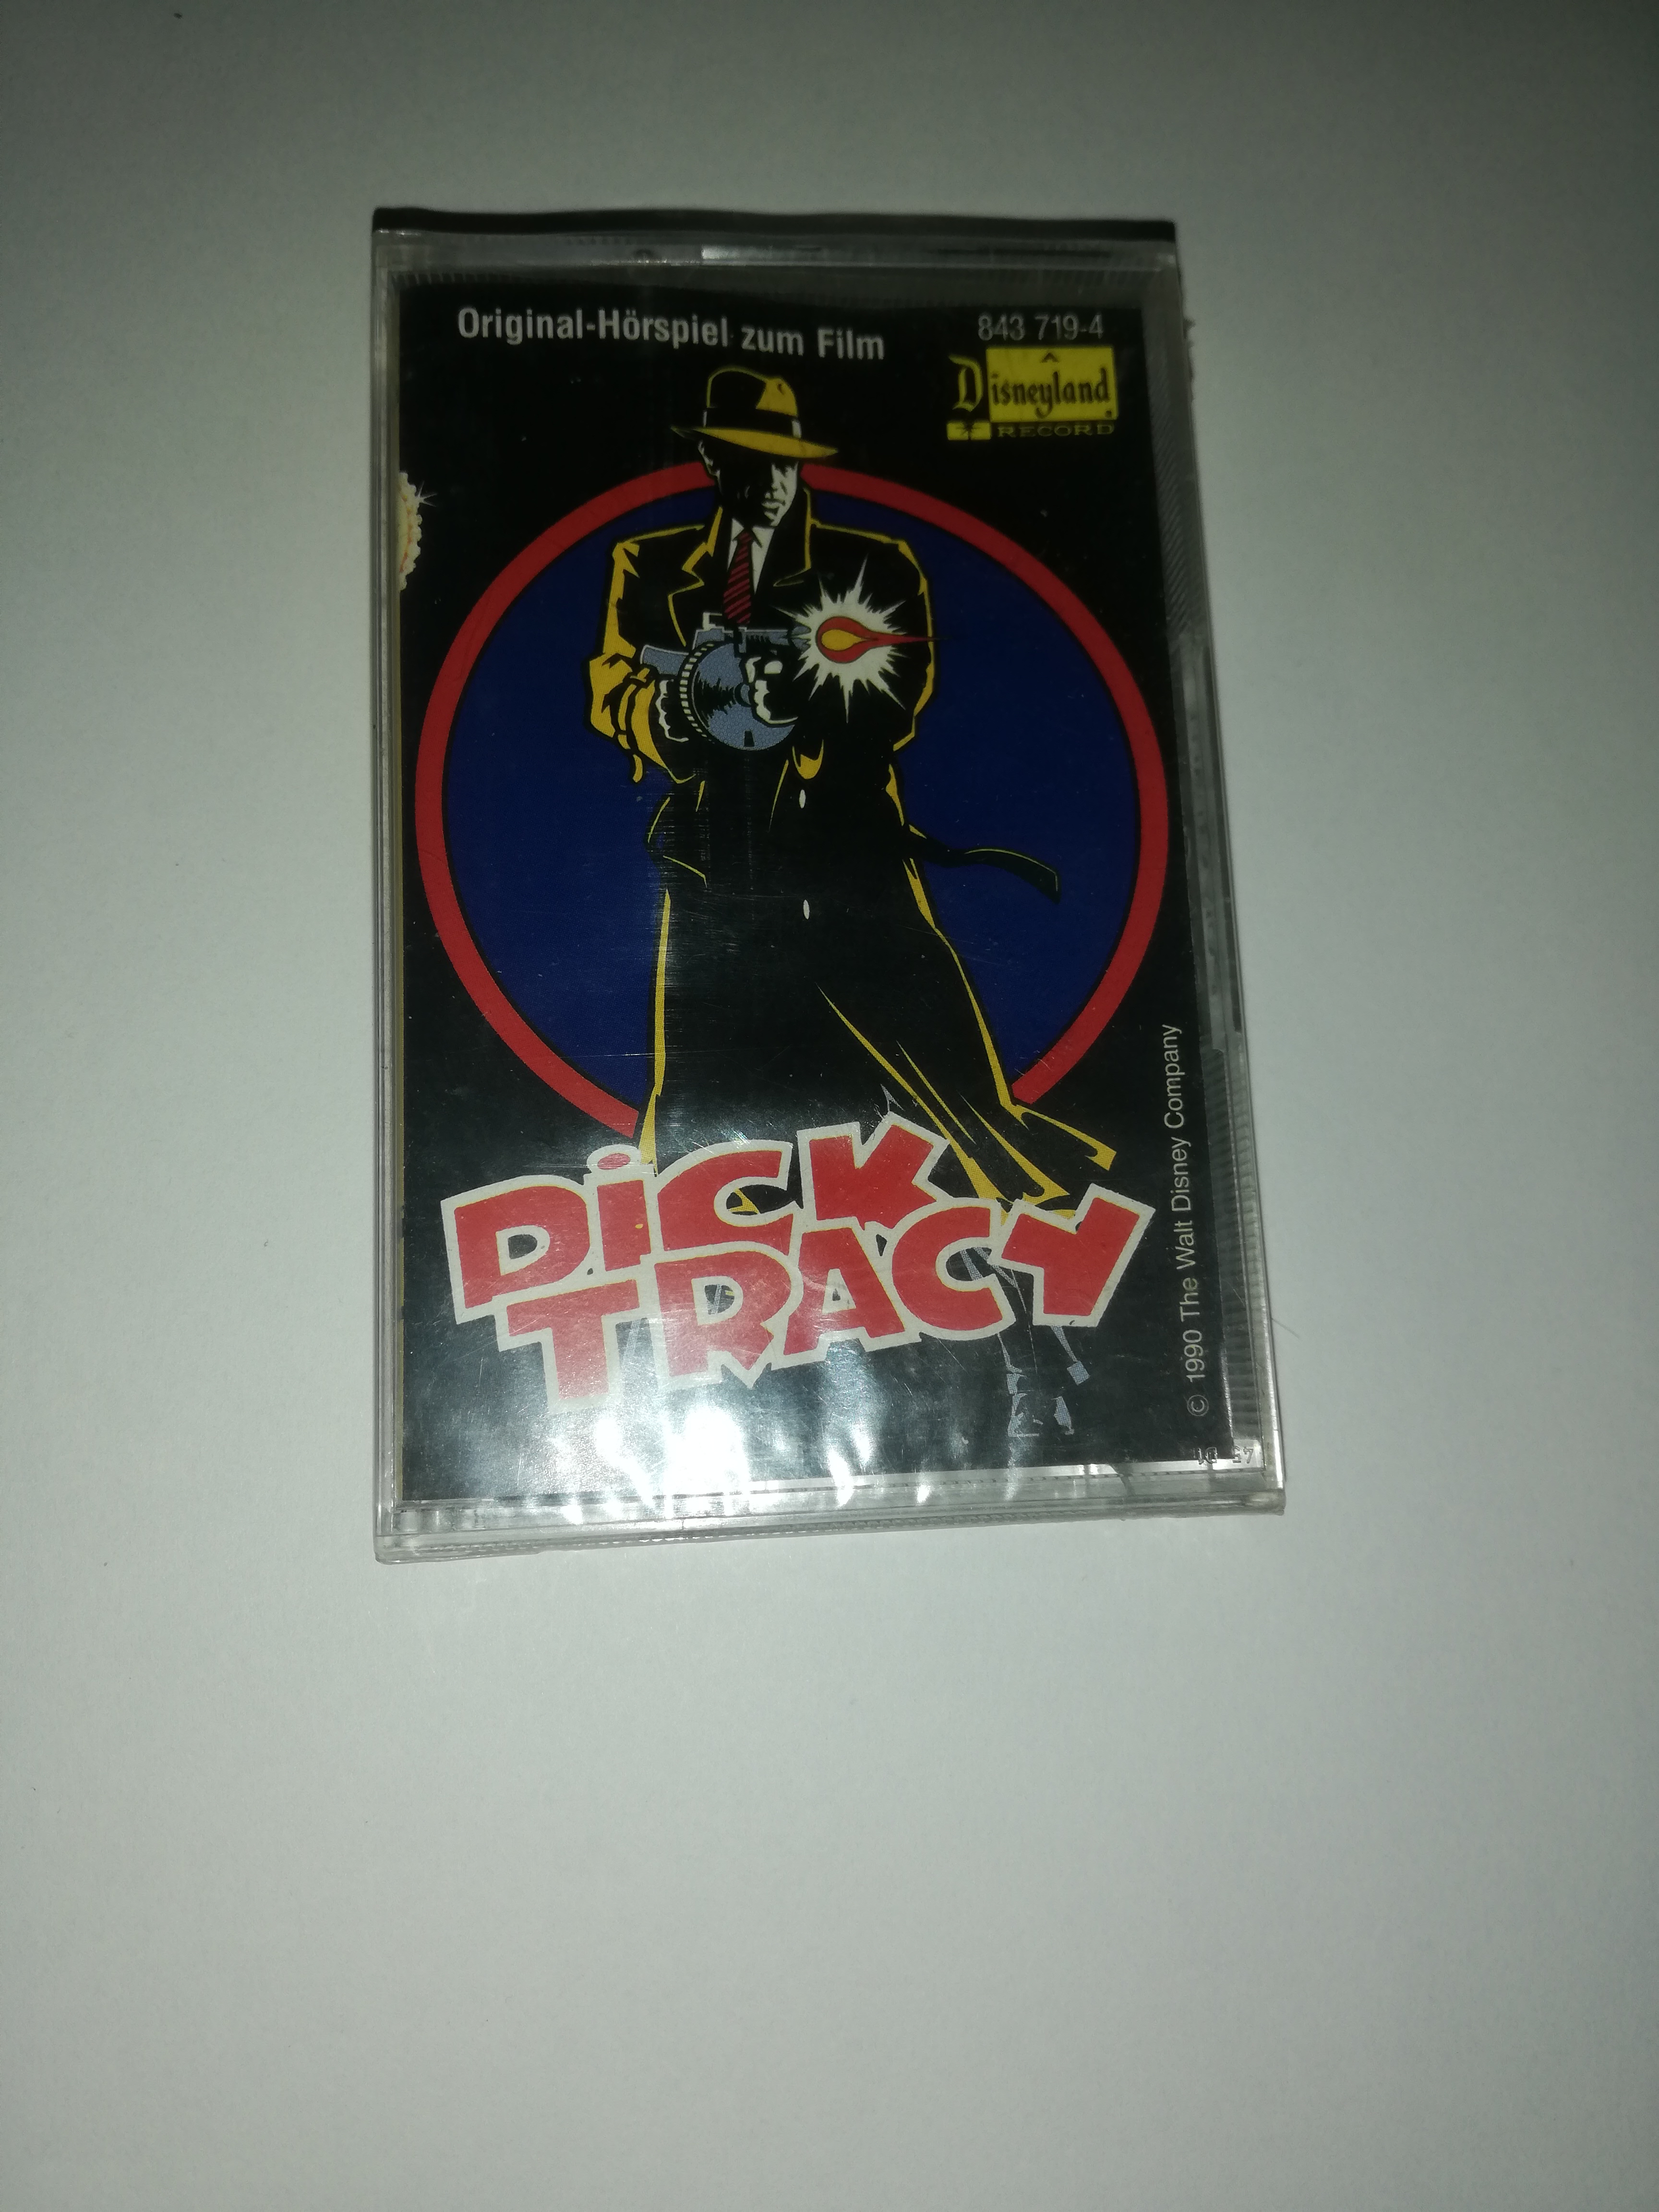 Original-Hörspiel zum Film
843 719-4
Disneyland
RECORD
DiCK
TRACY
© 1990 The Walt Disney Company